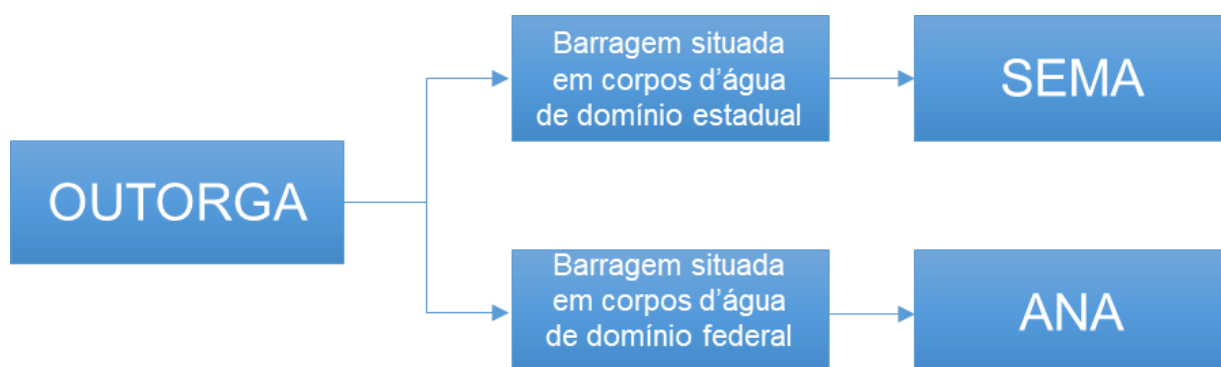 OUTORGA
Barragem situada
em corpos d’água
de domínio estadual
SEMA
Barragem situada
em corpos d’água
de domínio federal
ANA